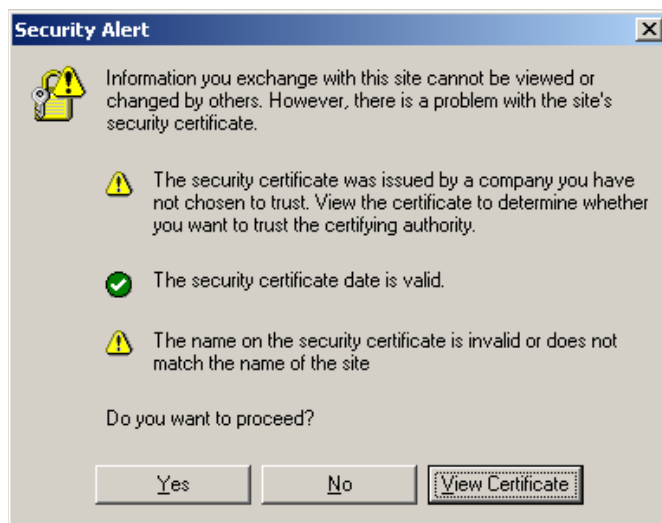 Security Alert
Information you exchange with this site cannot be viewed or
changed by others. However, there is a problem with the site's
security certificate.
The security certificate was issued by a company you have
not chosen to trust. View the certificate to determine whether
you want to trust the certifying authority.
The security certificate date is valid.
The name on the security certificate is invalid or does not
match the name of the site
Do you want to proceed?
Yes No View Certificate